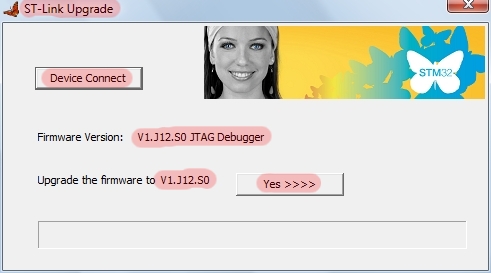 ST-Link Upgrade
Device Connect
STM32
Firmware Version: V1.J12.S0 JTAG Debugger
Upgrade the firmware to V1.J12.S0
Yes >>>>